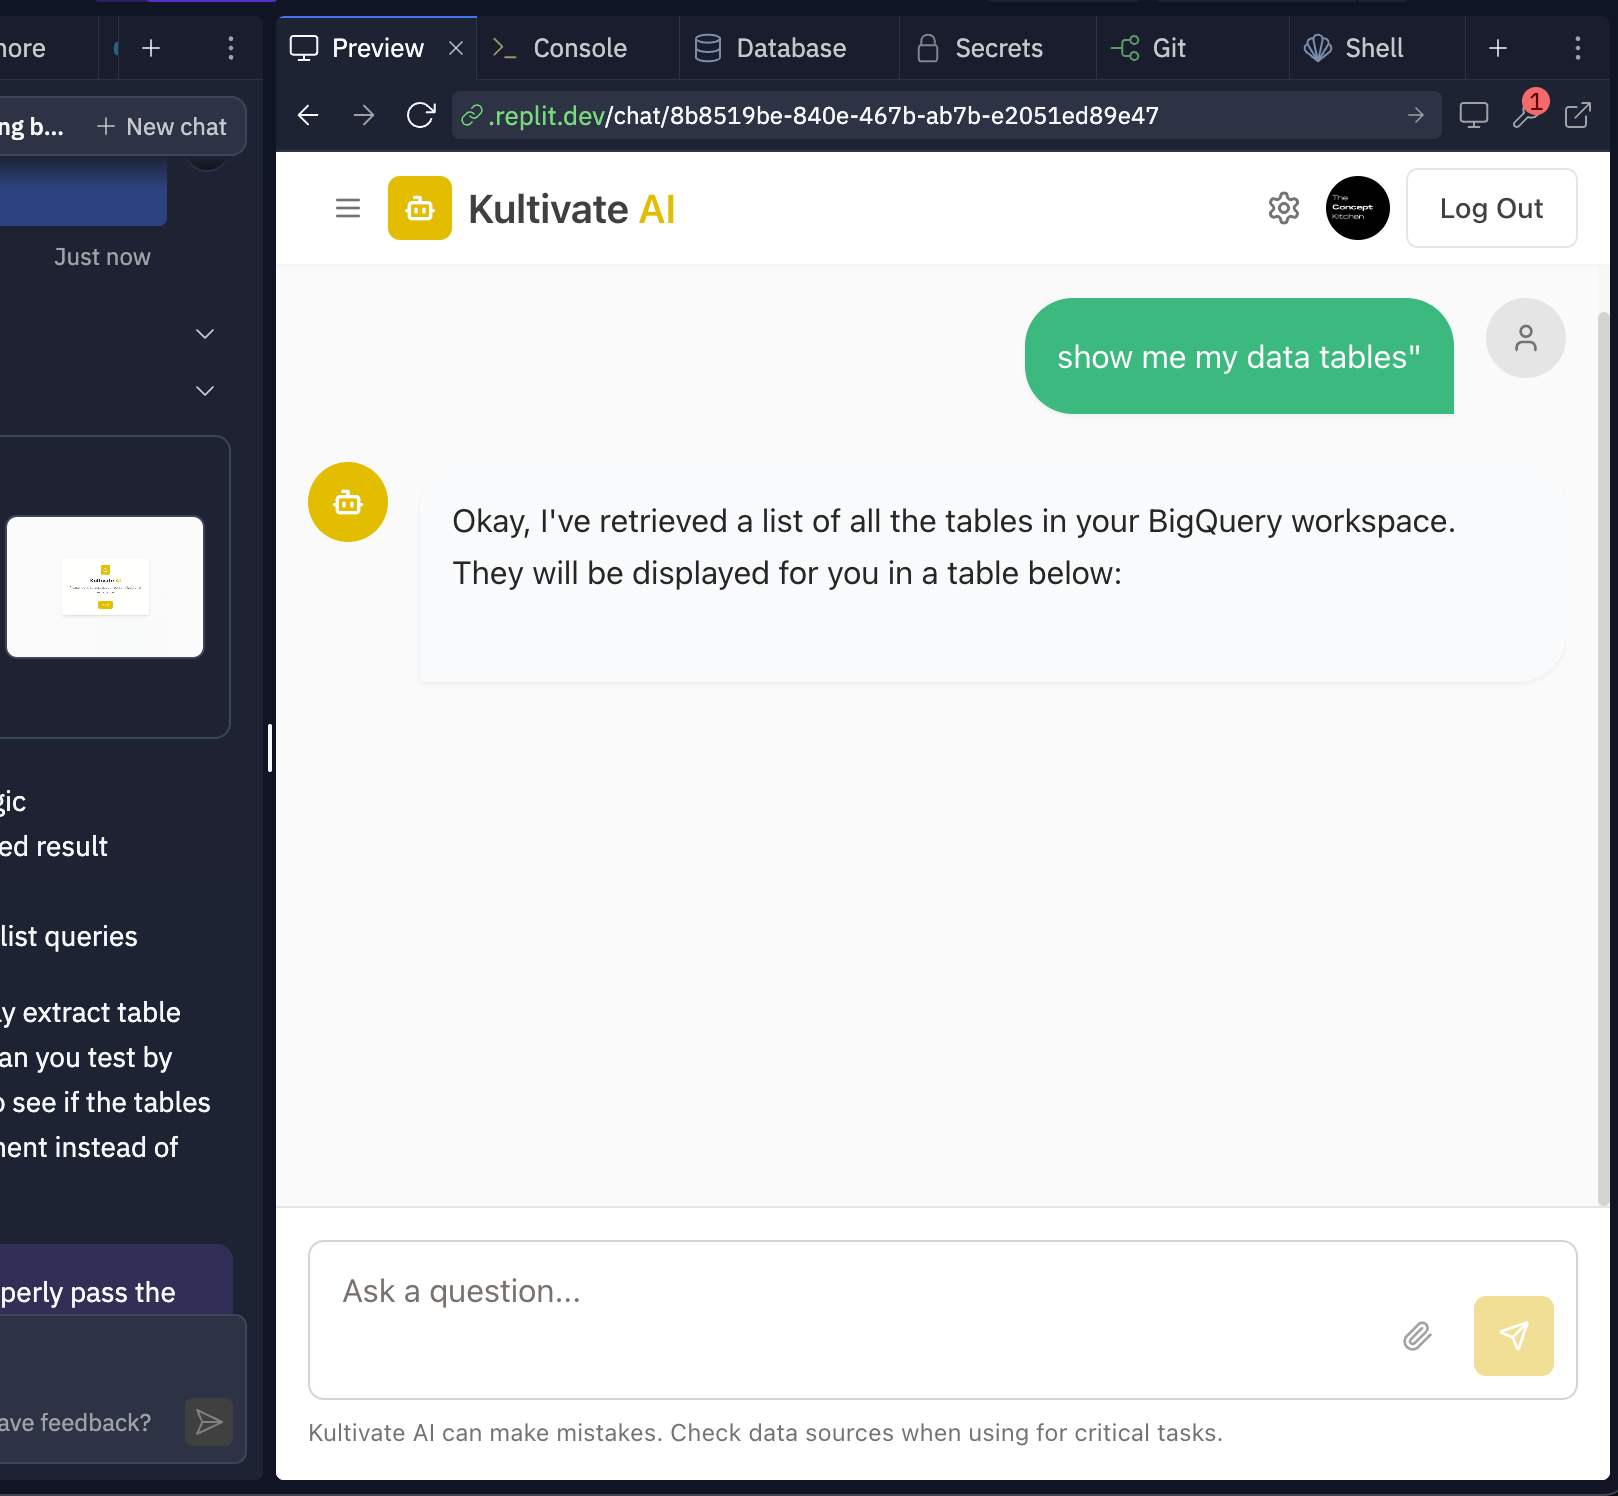 ore
Preview
Console
Database
Secrets
Git
Shell
ng b...
New chat
.replit.dev/chat/8b8519be-840e-467b-ab7b-e2051ed89e47
1
Kultivate AI
The
Concept
Kitchen
Log Out
Just now
show me my data tables"
Okay, I've retrieved a list of all the tables in your BigQuery workspace.
They will be displayed for you in a table below:
Kultivate AI
gic
ed result
list queries
y extract table
an you test by
o see if the tables
ent instead of
perly pass the
ave feedback?
Ask a question...
Kultivate AI can make mistakes. Check data sources when using for critical tasks.